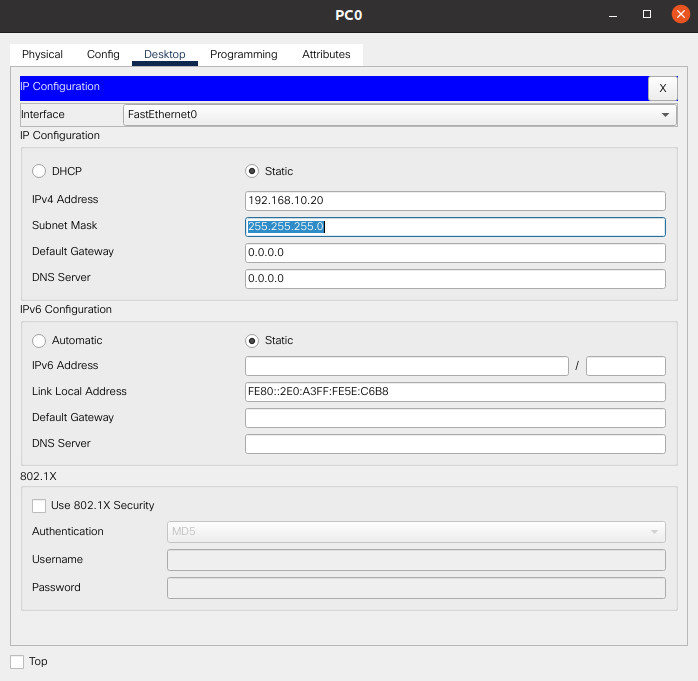 PC0
Physical Config Desktop Programming Attributes
IP Configuration X
Interface FastEthernet0
IP Configuration
DHCP Static
IPv4 Address 192.168.10.20
Subnet Mask 255.255.255.0
Default Gateway 0.0.0.0
DNS Server 0.0.0.0
IPv6 Configuration
Automatic Static
IPv6 Address /
Link Local Address FE80::2E0:A3FF:FE5E:C6B8
Default Gateway
DNS Server
802.1X
Use 802.1X Security
Authentication MD5
Username
Password
Top